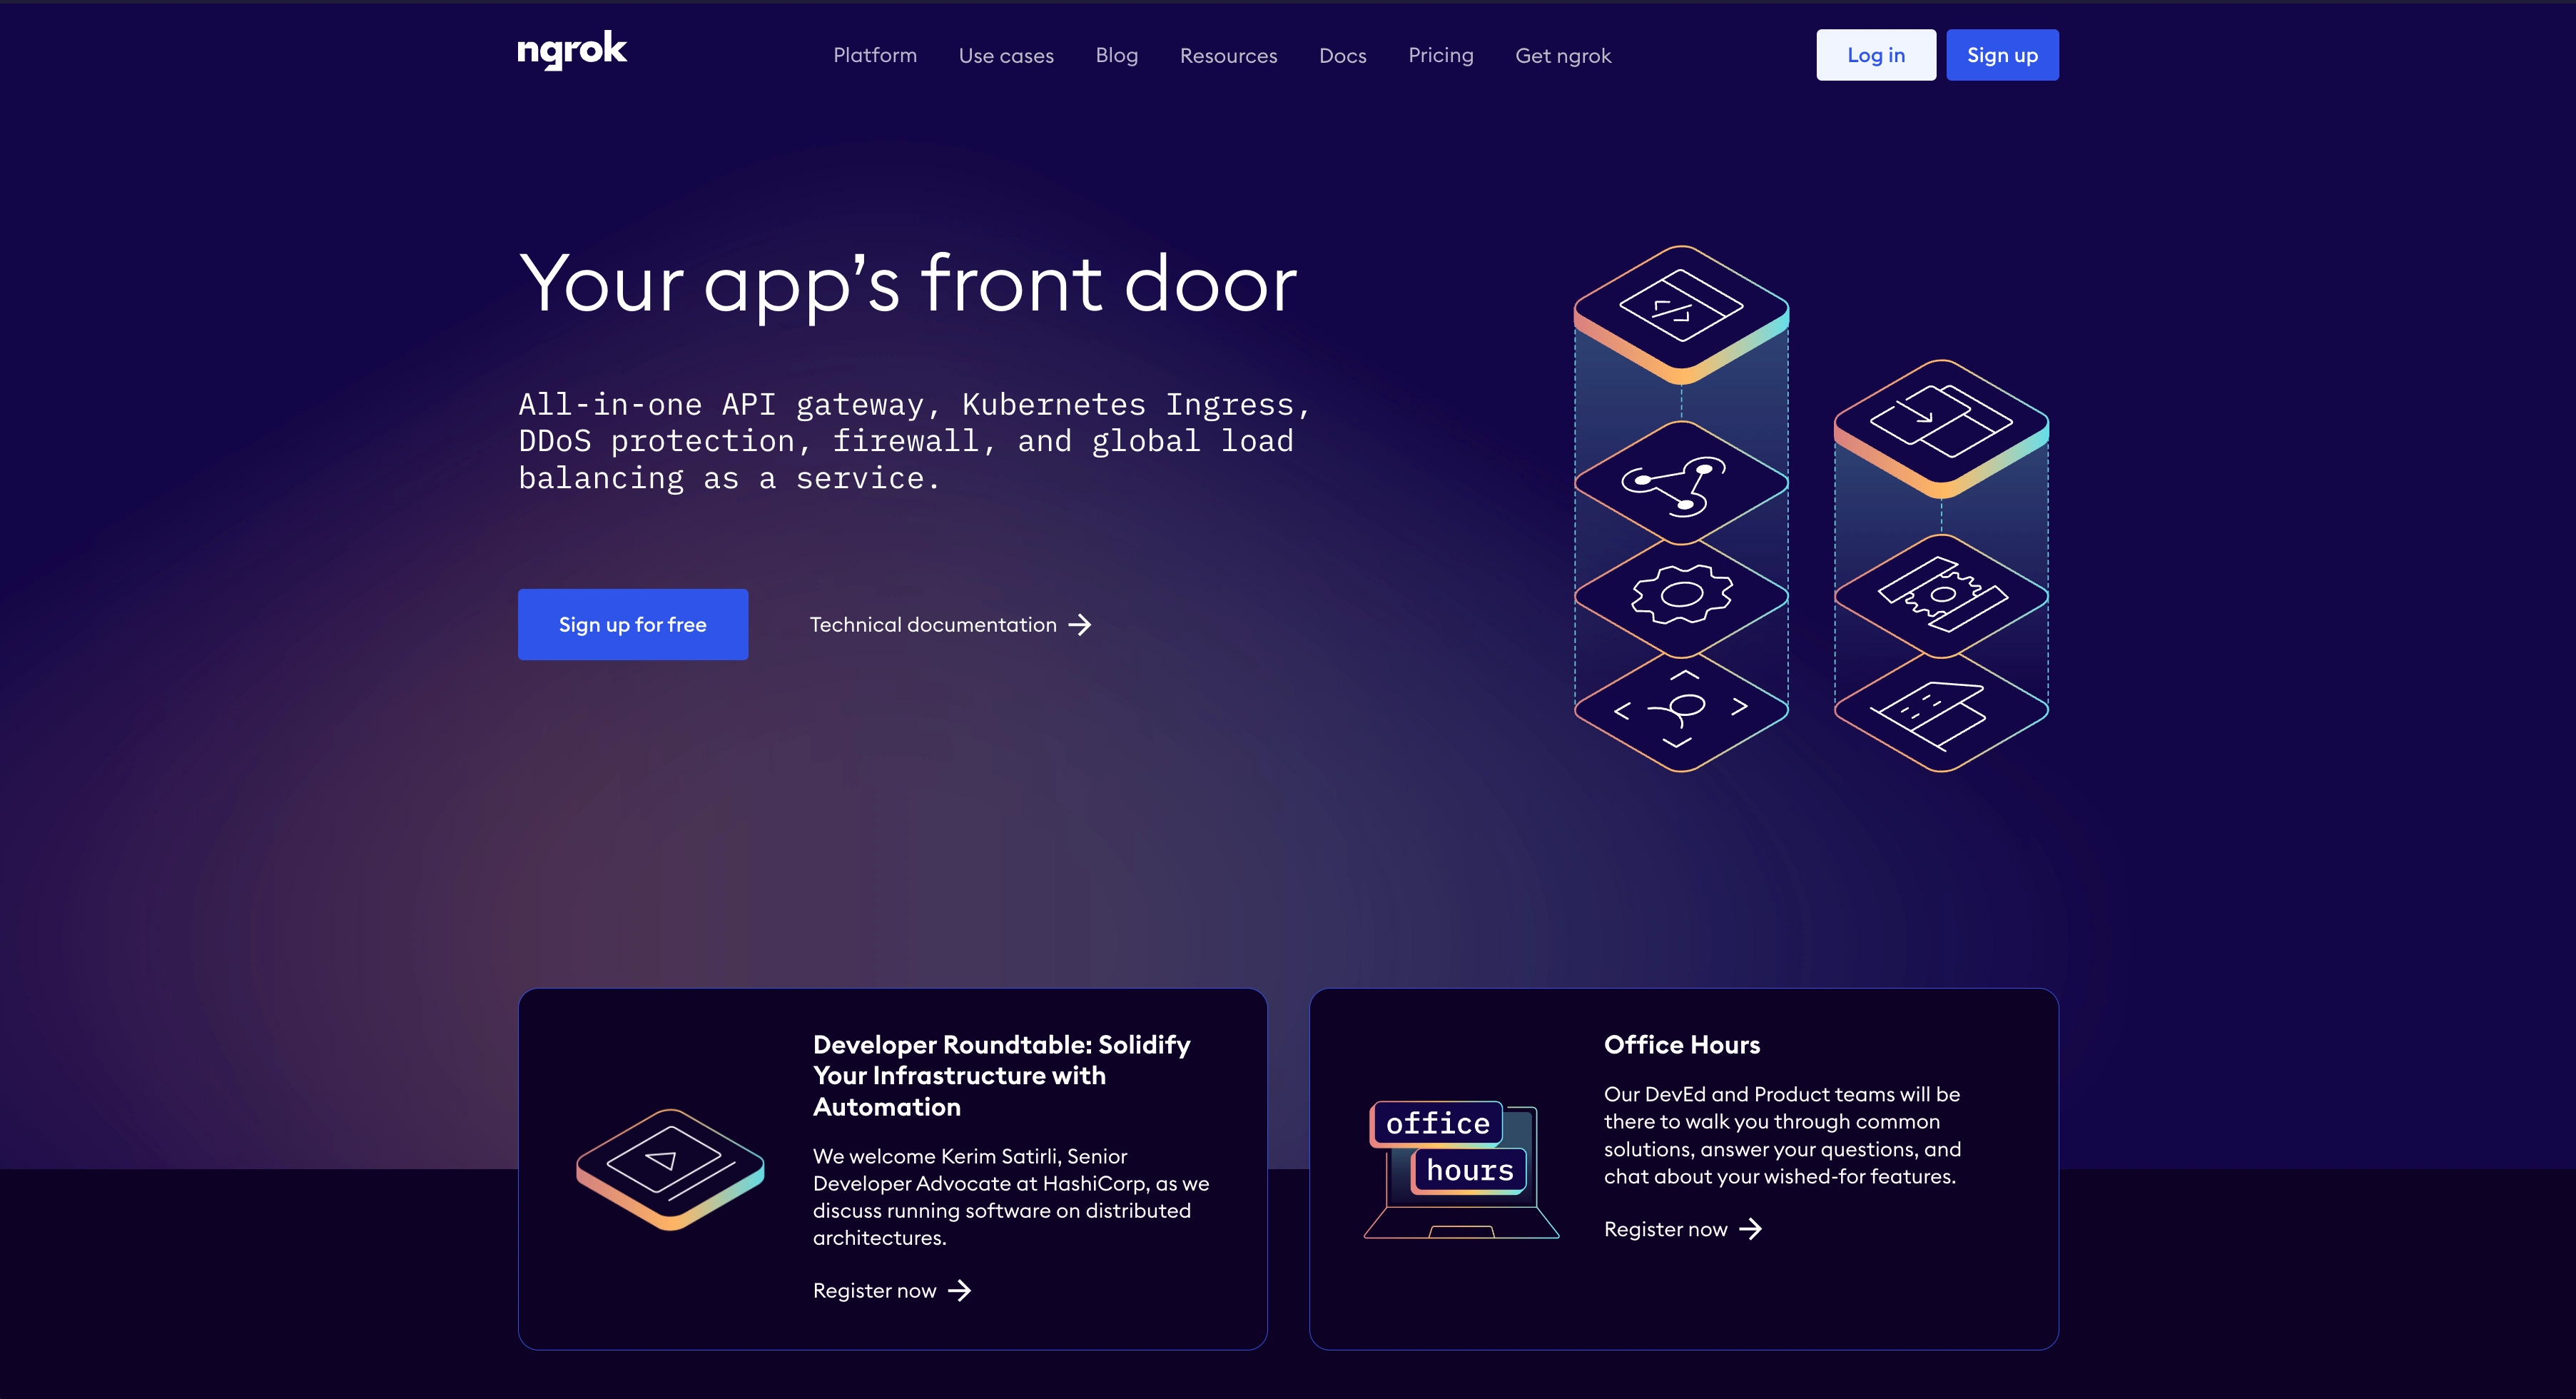 ngrok
Platform
Use cases
Blog
Resources
Docs
Pricing
Get ngrok
Log in
Sign up
Your app’s front door
All-in-one API gateway, Kubernetes Ingress,
DDoS protection, firewall, and global load
balancing as a service.
Sign up for free
Technical documentation
Developer Roundtable: Solidify
Your Infrastructure with
Automation
We welcome Kerim Satirli, Senior
Developer Advocate at HashiCorp, as we
discuss running software on distributed
architectures.
Register now
office
hours
Office Hours
Our DevEd and Product teams will be
there to walk you through common
solutions, answer your questions, and
chat about your wished-for features.
Register now